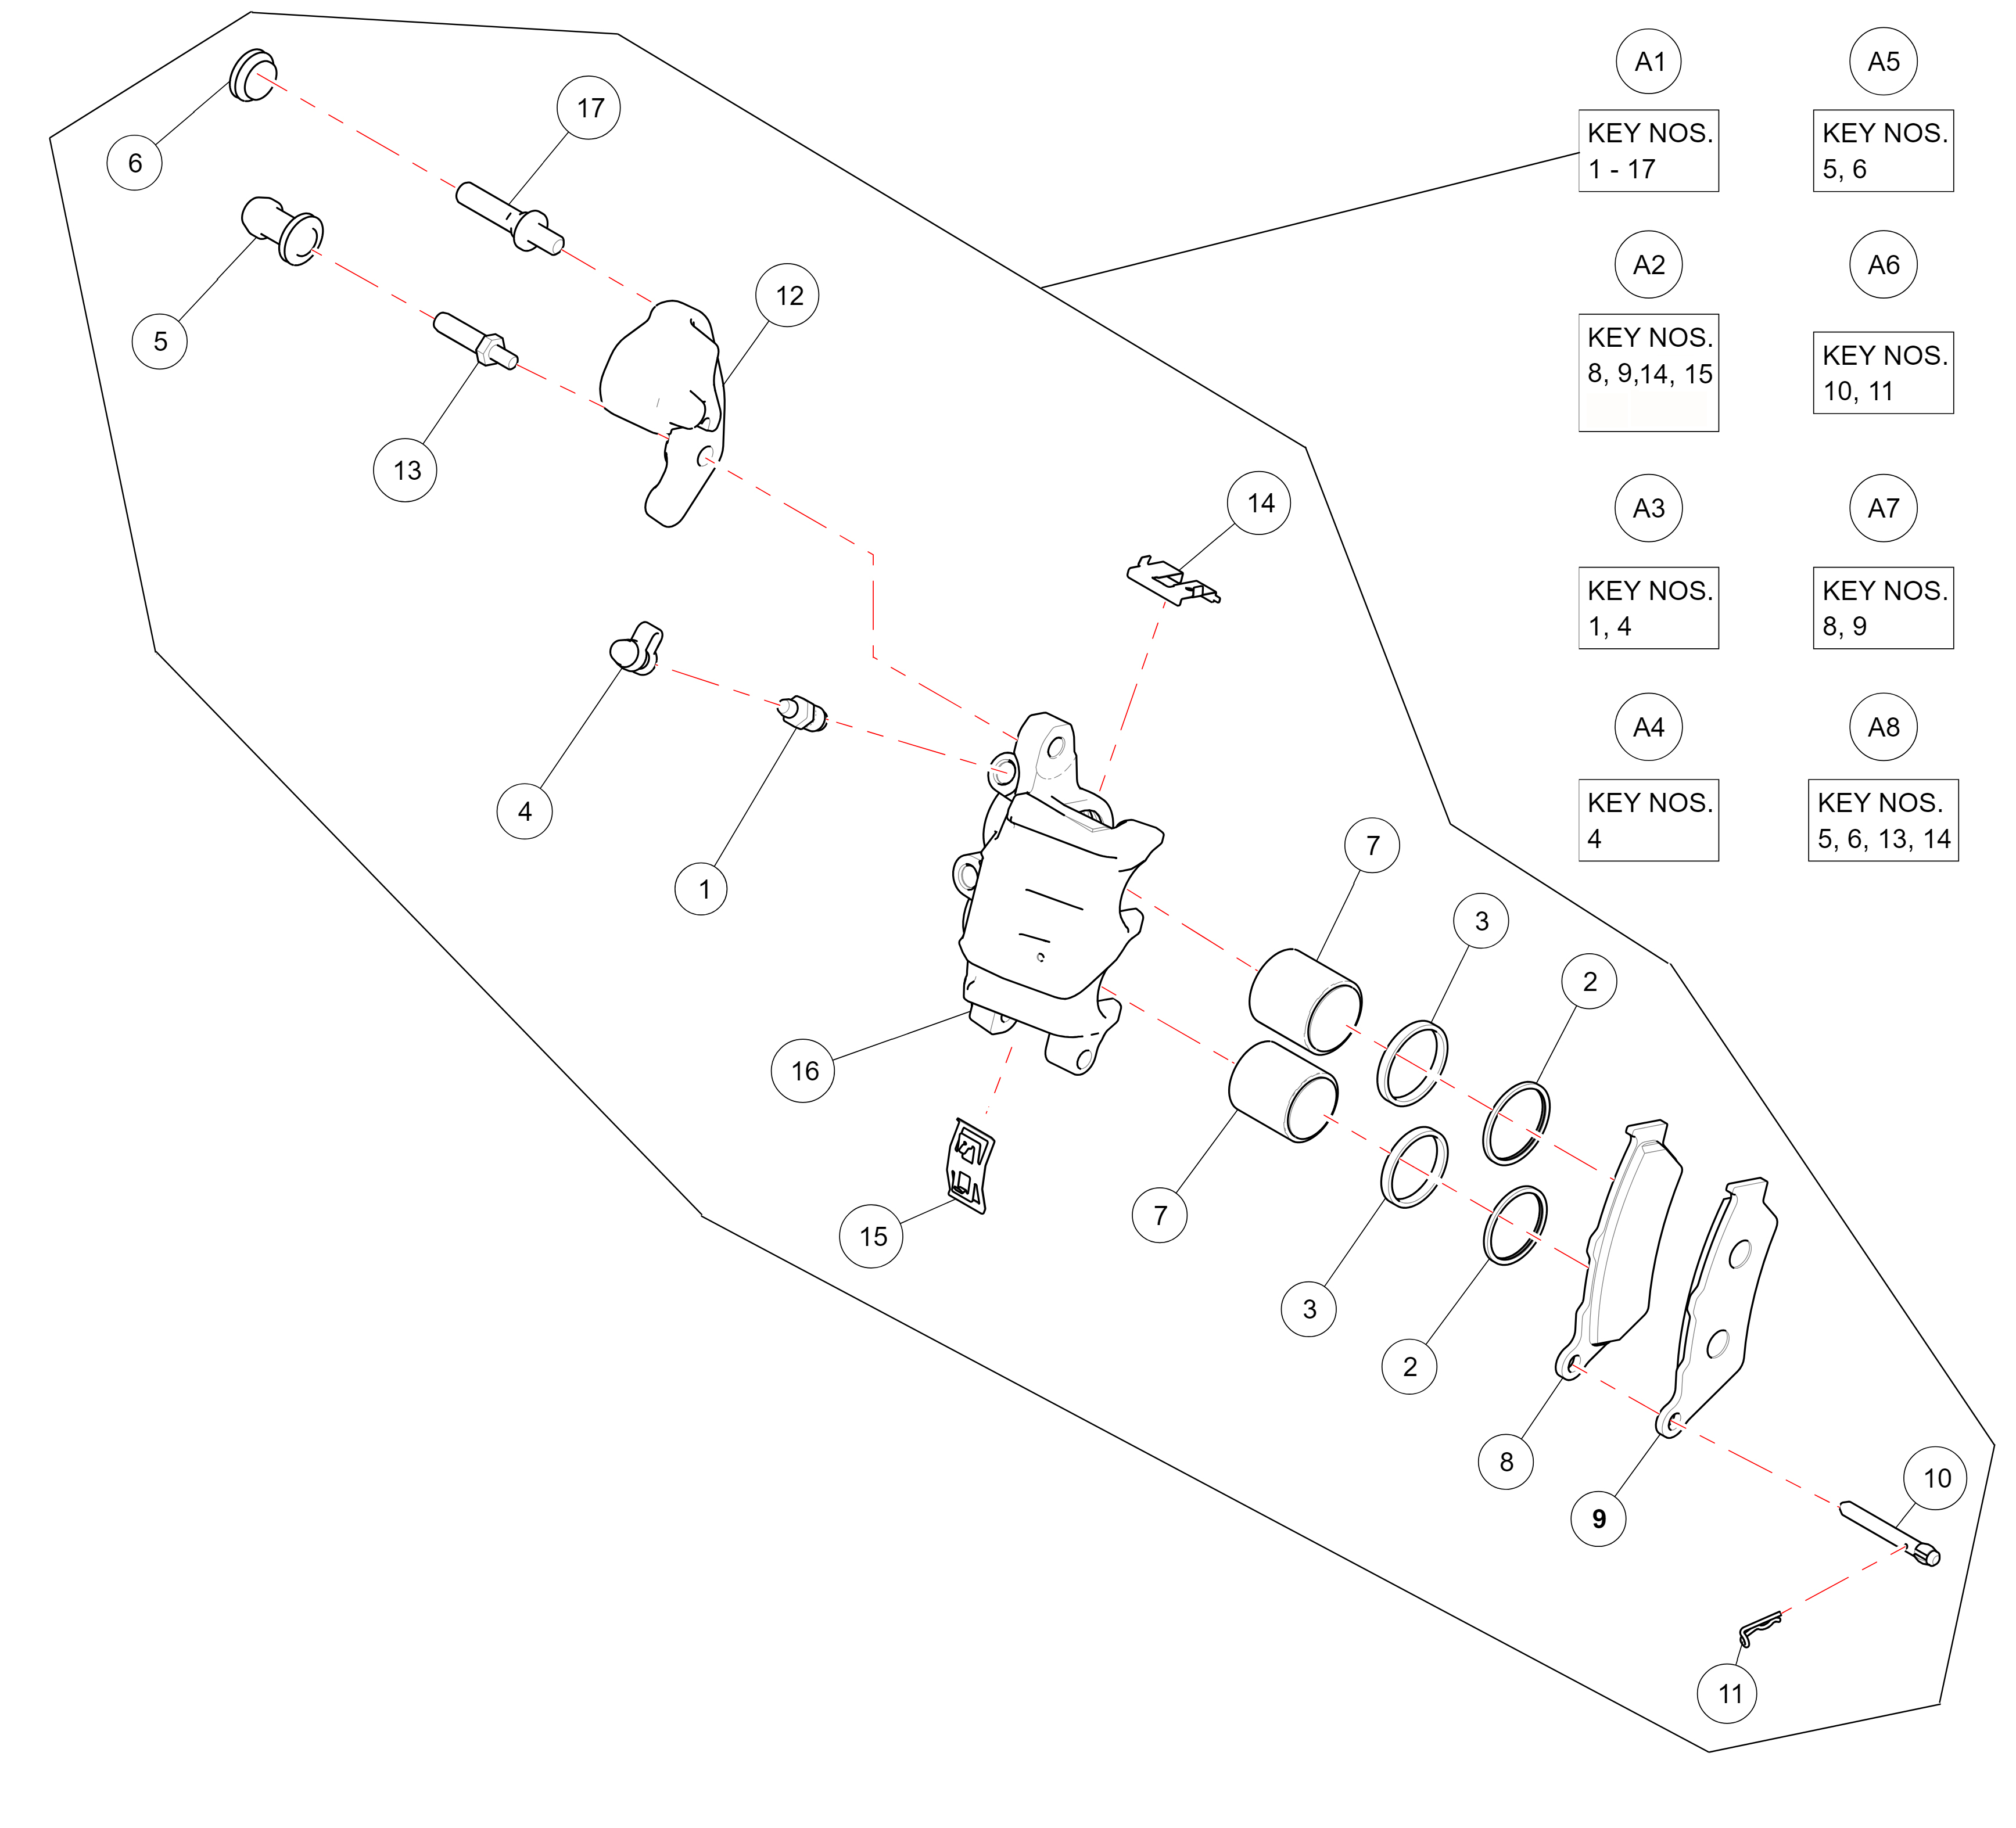 A1
KEY NOS.
1 - 17
A5
KEY NOS.
5, 6
A2
KEY NOS.
8, 9,14, 15
A6
KEY NOS.
10, 11
A3
KEY NOS.
1, 4
A7
KEY NOS.
8, 9
A4
KEY NOS.
4
A8
KEY NOS.
5, 6, 13, 14
6
17
5
12
13
14
4
1
7
3
2
16
15
7
3
2
8
9
10
11